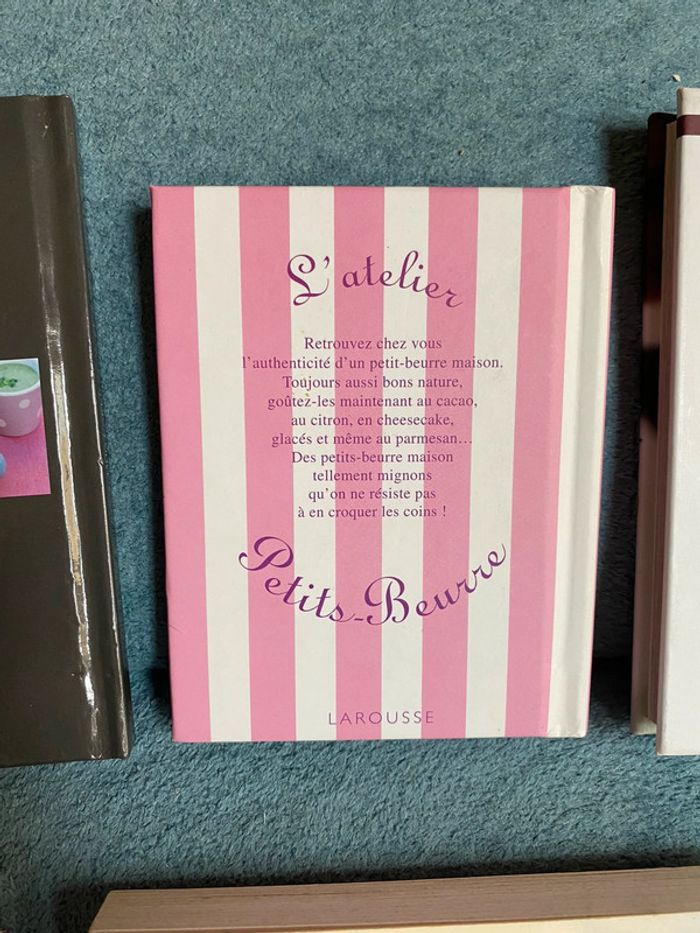 L'atelier
Retrouvez chez vous
l'authenticité d'un petit-beurre maison.
Toujours aussi bons nature,
goûtez-les maintenant au cacao,
au citron, en cheesecake,
glacés et même au parmesan...
Des petits-beurre maison
tellement mignons
qu'on ne résiste pas
à en croquer les coins !
Petits-Beurre
LAROUSSE